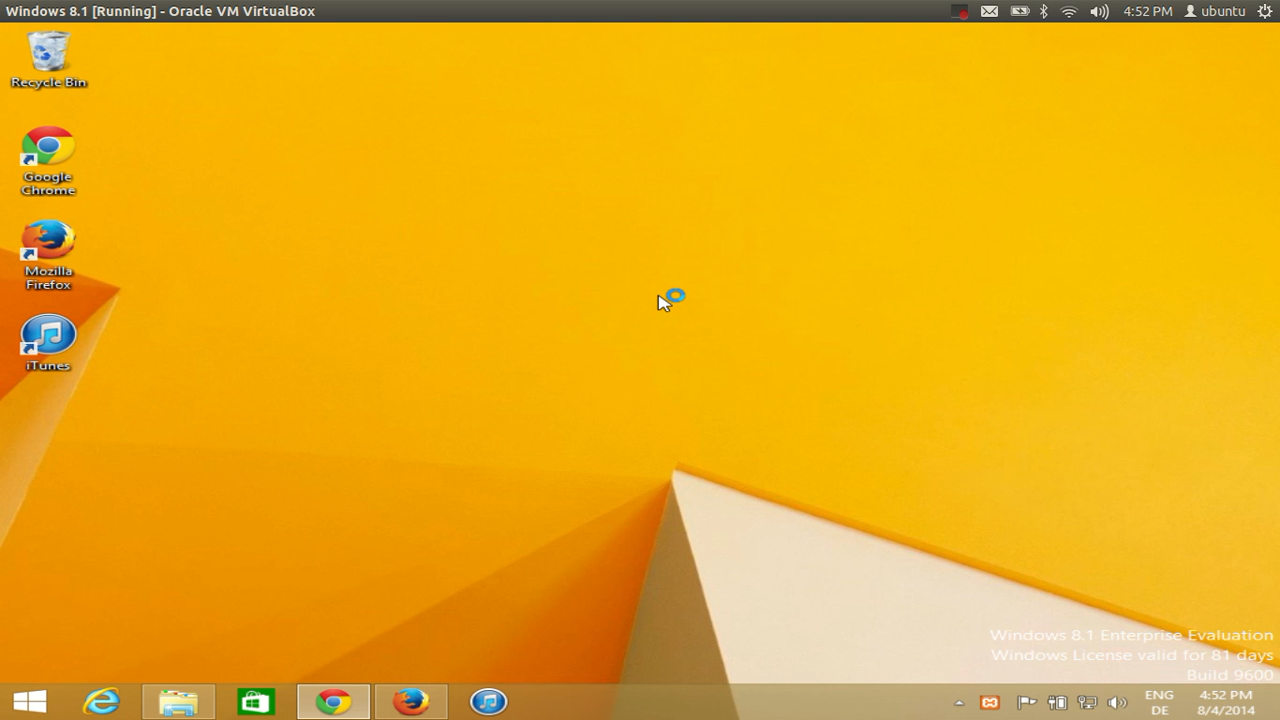 Windows 8.1 [Running] - Oracle VM VirtualBox
4:52 PM
ubuntu
Recycle Bin
Google
Chrome
Mozilla
Firefox
iTunes
Windows 8.1 Enterprise Evaluation
Windows License valid for 81 days
Build 9600
ENG
DE
4:52 PM
8/4/2014